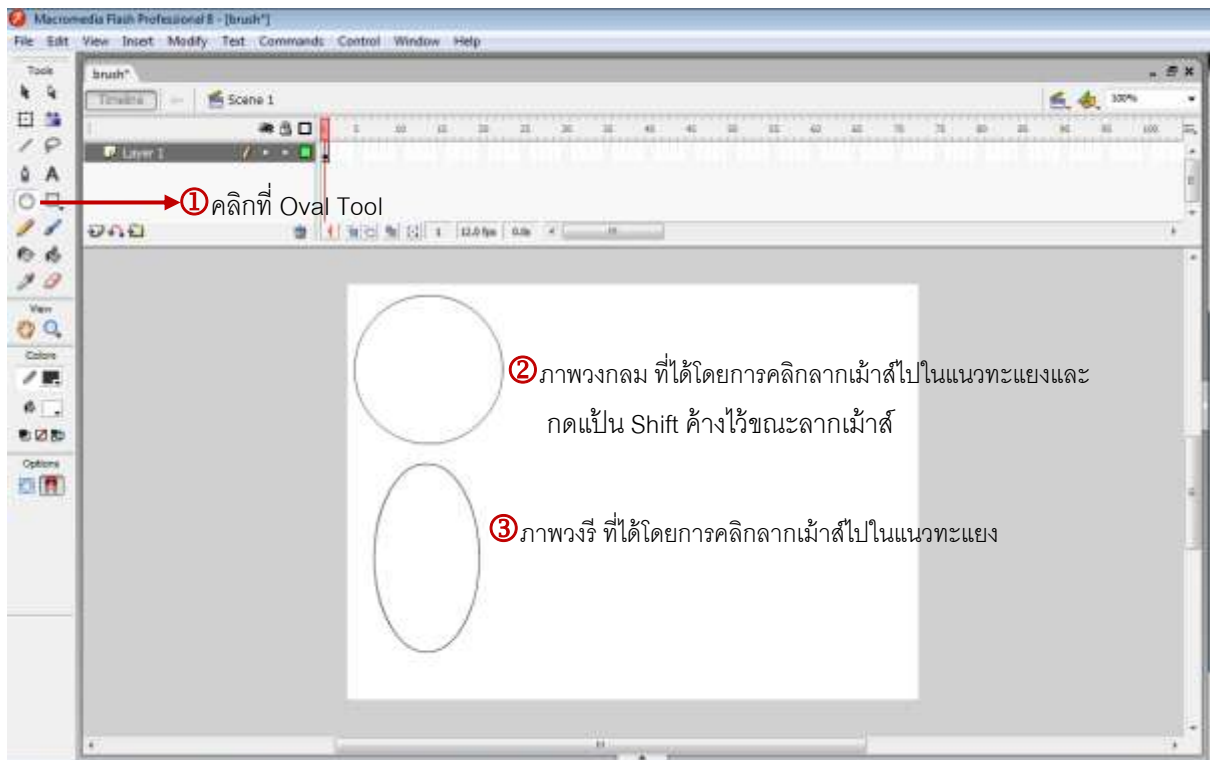 Macromedia Flash Professional 8 - [brush*]
File Edit View Insert Modify Text Commands Control Window Help
Tools
brush*
Timeline
Scene 1
100%
Layer 1
①คลิกที่ Oval Tool
1 12.0 fps 0.0s
View
Colors
Options
②ภาพวงกลม ที่ได้โดยการคลิกลากเม้าส์ไปในแนวทะแยงและ
กดแป้น Shift ค้างไว้ขณะลากเม้าส์
③ภาพวงรี ที่ได้โดยการคลิกลากเม้าส์ไปในแนวทะแยง